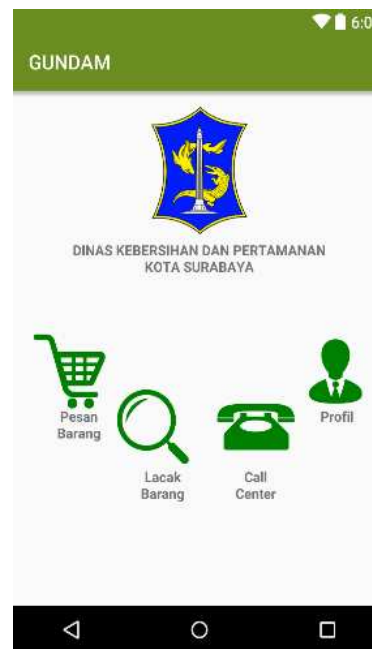 6:0
GUNDAM
DINAS KEBERSIHAN DAN PERTAMANAN
KOTA SURABAYA
Pesan
Barang
Lacak
Barang
Call
Center
Profil